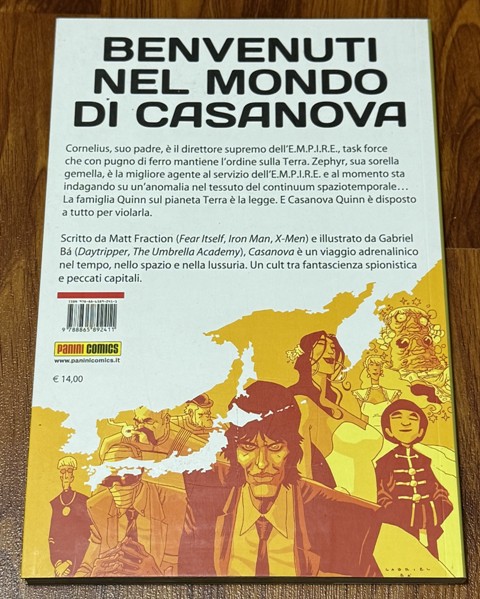 BENVENUTI
NEL MONDO
DI CASANOVA
Cornelius, suo padre, è il direttore supremo dell'E.M.P.I.R.E., task force
che con pugno di ferro mantiene l'ordine sulla Terra. Zephyr, sua sorella
gemella, è la migliore agente al servizio dell'E.M.P.I.R.E. e al momento sta
indagando su un'anomalia nel tessuto del continuum spaziotemporale…
La famiglia Quinn sul pianeta Terra è la legge. E Casanova Quinn è disposto
a tutto per violarla.
Scritto da Matt Fraction (Fear Itself, Iron Man, X-Men) e illustrato da Gabriel
Bá (Daytripper, The Umbrella Academy), Casanova è un viaggio adrenalinico
nel tempo, nello spazio e nella lussuria. Un cult tra fantascienza spionistica
e peccati capitali.
9 788865 892411
PANINI COMICS
www.paninicomics.it
€ 14,00
GABRIEL
BÁ